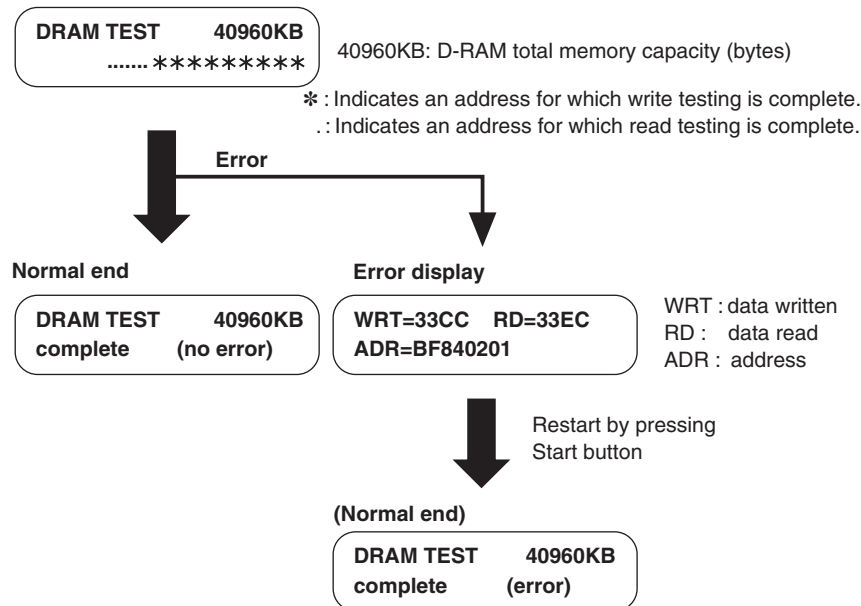 DRAM TEST 40960KB
.......*********
40960KB: D-RAM total memory capacity (bytes)
* : Indicates an address for which write testing is complete.
. : Indicates an address for which read testing is complete.
Error
Normal end
DRAM TEST 40960KB
complete (no error)
Error display
WRT=33CC RD=33EC
ADR=BF840201
WRT : data written
RD : data read
ADR : address
Restart by pressing
Start button
(Normal end)
DRAM TEST 40960KB
complete (error)